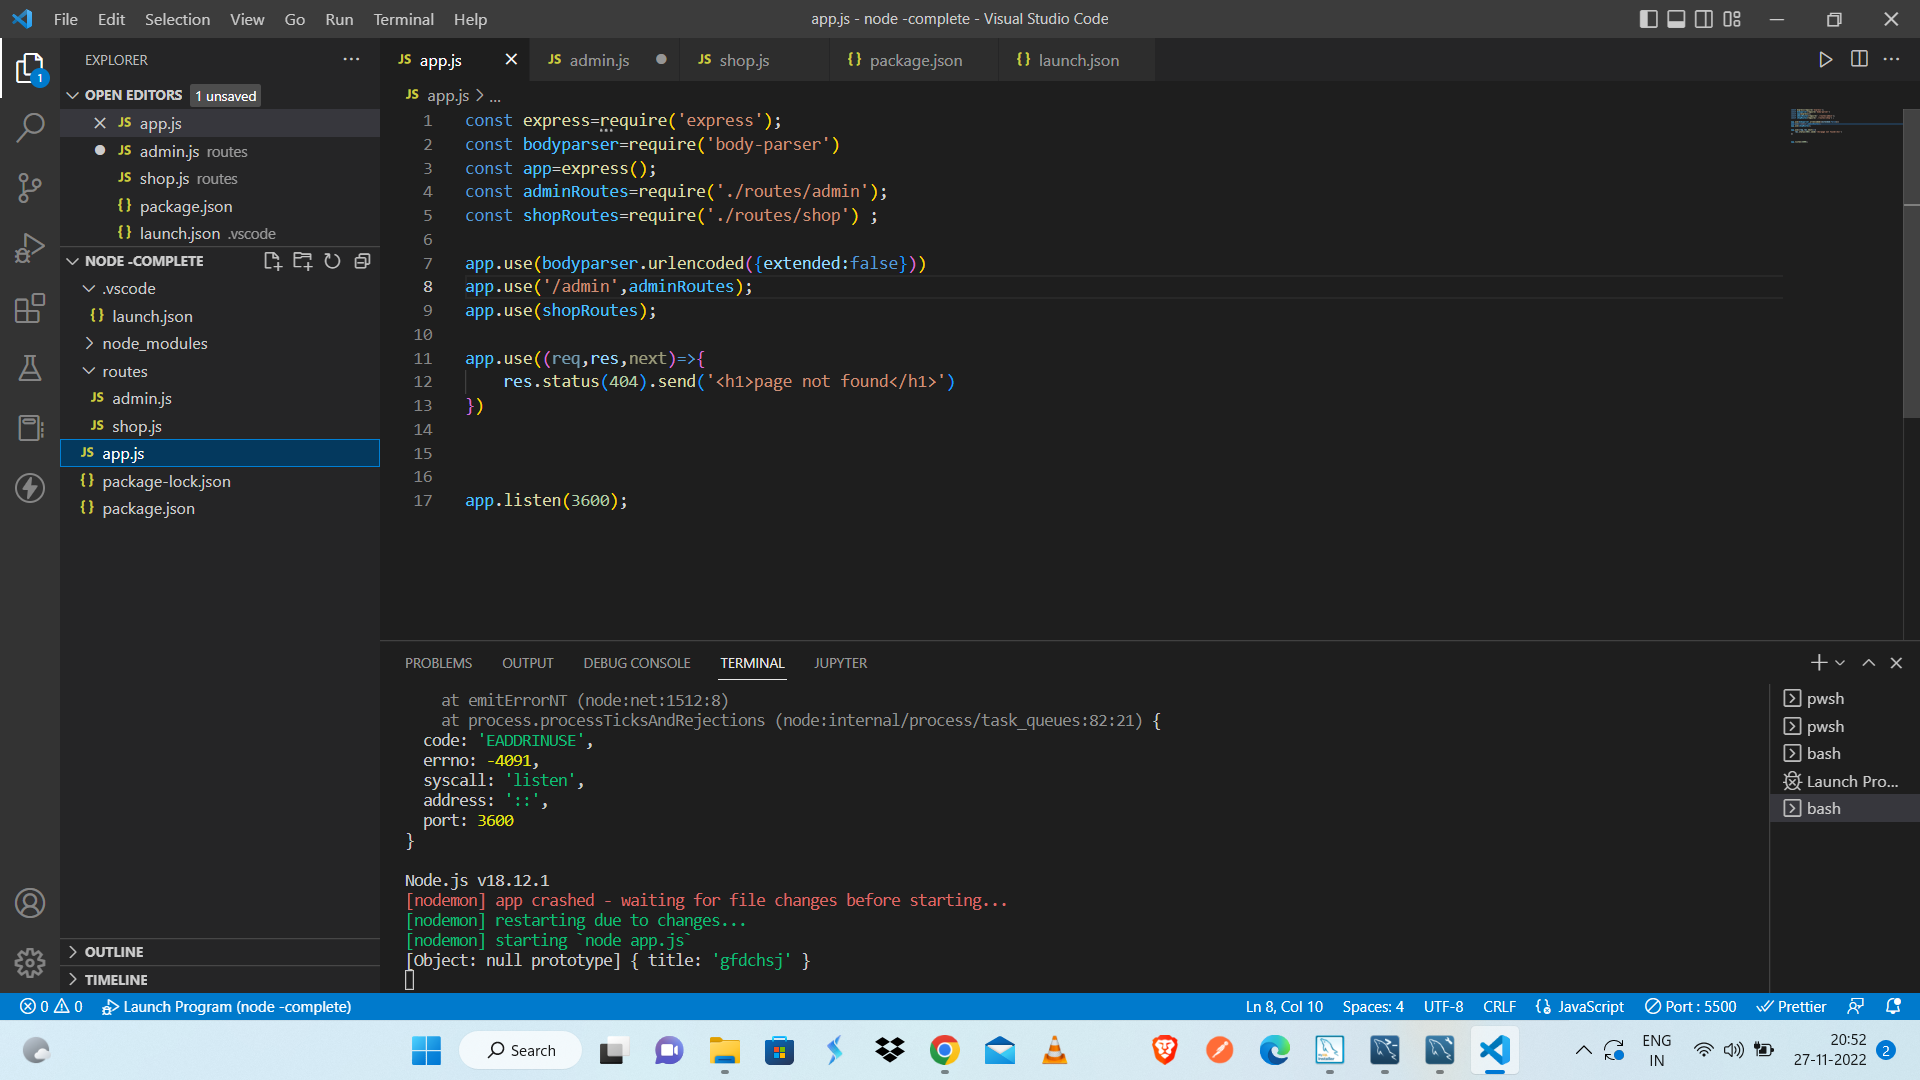 File Edit Selection View Go Run Terminal Help
app.js - node -complete - Visual Studio Code
EXPLORER
OPEN EDITORS 1 unsaved
JS app.js
JS admin.js routes
JS shop.js routes
{} package.json
{} launch.json .vscode
NODE -COMPLETE
.vscode
{} launch.json
node_modules
routes
JS admin.js
JS shop.js
JS app.js
{} package-lock.json
{} package.json
OUTLINE
TIMELINE
1
JS app.js
JS admin.js
JS shop.js
{} package.json
{} launch.json
JS app.js > ...
1 const express=require('express');
2 const bodyparser=require('body-parser')
3 const app=express();
4 const adminRoutes=require('./routes/admin');
5 const shopRoutes=require('./routes/shop') ;
6
7 app.use(bodyparser.urlencoded({extended:false}))
8 app.use('/admin',adminRoutes);
9 app.use(shopRoutes);
10
11 app.use((req,res,next)=>{
12 res.status(404).send('<h1>page not found</h1>')
13 })
14
15
16
17 app.listen(3600);
PROBLEMS OUTPUT DEBUG CONSOLE TERMINAL JUPYTER
at emitErrorNT (node:net:1512:8)
at process.processTicksAndRejections (node:internal/process/task_queues:82:21) {
code: 'EADDRINUSE',
errno: -4091,
syscall: 'listen',
address: '::',
port: 3600
}
Node.js v18.12.1
[nodemon] app crashed - waiting for file changes before starting...
[nodemon] restarting due to changes...
[nodemon] starting `node app.js`
[Object: null prototype] { title: 'gfdchsj' }
pwsh
pwsh
bash
Launch Pro...
bash
0 0 Launch Program (node -complete)
Ln 8, Col 10 Spaces: 4 UTF-8 CRLF {} JavaScript Port : 5500 Prettier
Search
ENG
IN
20:52
27-11-2022
2